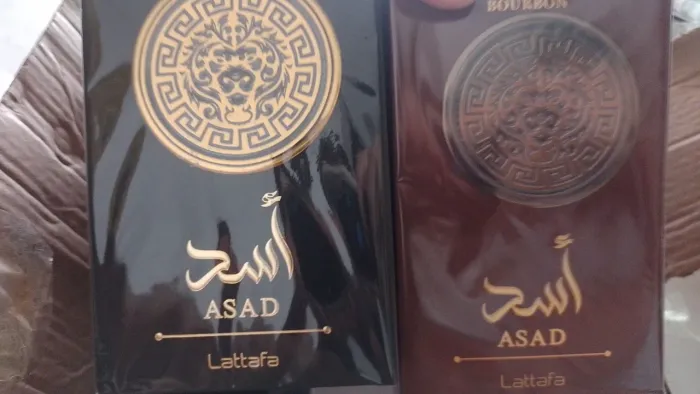 أسد
ASAD
Lattafa
BOURBON
أسد
ASAD
Lattafa